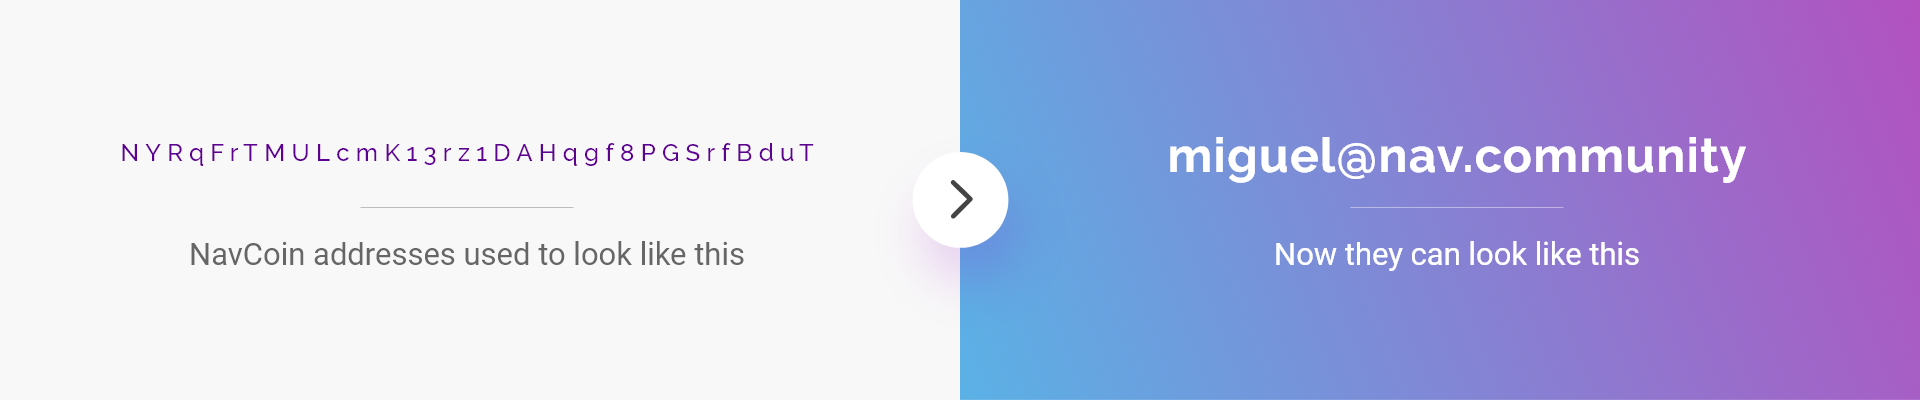 NYRqFrTMULcmK13rz1DAHqgf8PGSrfBduT
NavCoin addresses used to look like this
miguel@nav.community
Now they can look like this